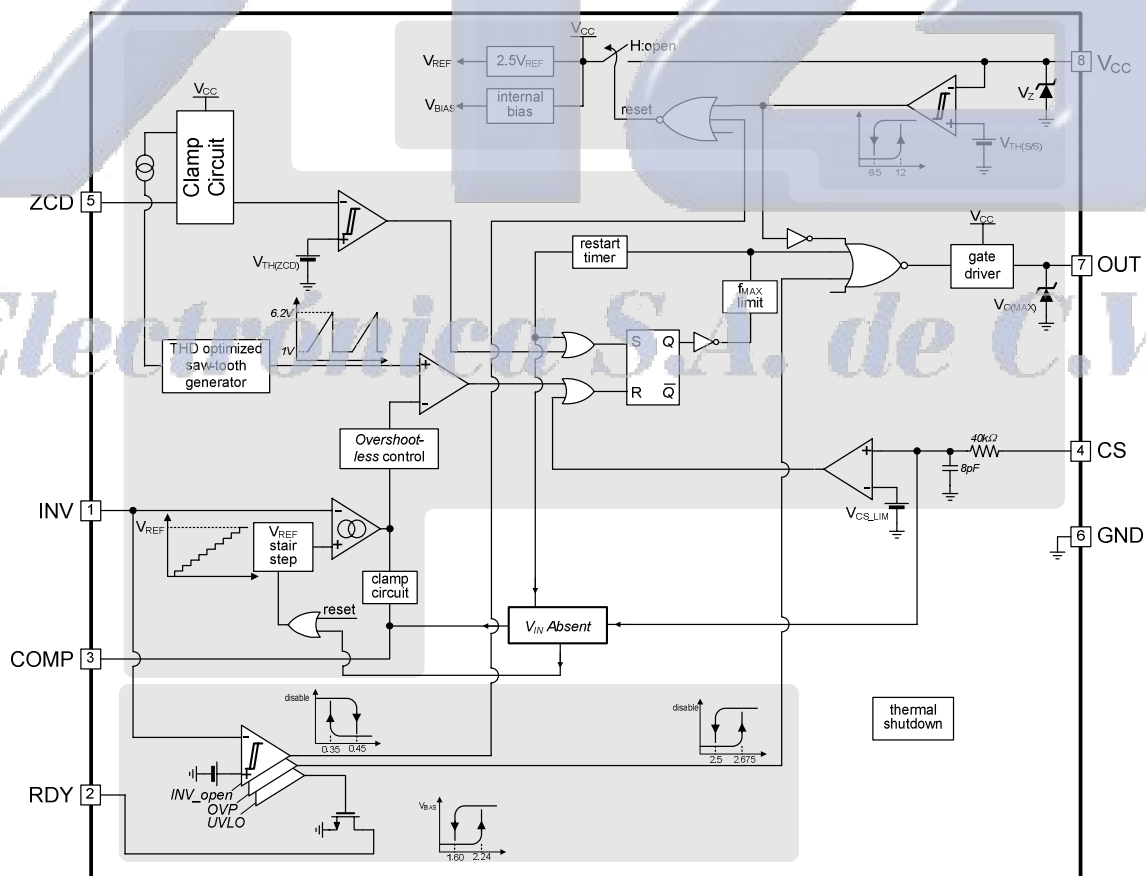 VCC
H:open
VREF
2.5VREF
8
VCC
VZ
VBIAS
internal
bias
reset
VTH(S/S)
8.5
12
VCC
Clamp
Circuit
ZCD
5
VTH(ZCD)
restart
timer
VCC
gate
driver
7
OUT
VO(MAX)
fMAX
limit
6.2V
1V
Electrónica S.A. de C.V
THD optimized
saw-tooth
generator
S
Q
R
Q
Overshoot-
less control
40kΩ
4
CS
8pF
VCS_LIM
INV
1
VREF
VREF
stair
step
6
GND
clamp
circuit
reset
VIN Absent
COMP
3
disable
0.35
0.45
disable
2.5
2.675
thermal
shutdown
INV_open
OVP
UVLO
RDY
2
VBIAS
1.60
2.24